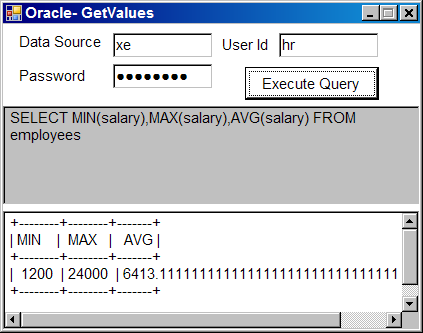 Oracle- GetValues
Data Source xe User Id hr
Password ●●●●●●●●
Execute Query
SELECT MIN(salary),MAX(salary),AVG(salary) FROM
employees
+--------+--------+-------+
| MIN | MAX | AVG |
+--------+--------+-------+
| 1200 | 24000 | 6413.1111111111111111111111111111111
+--------+--------+-------+